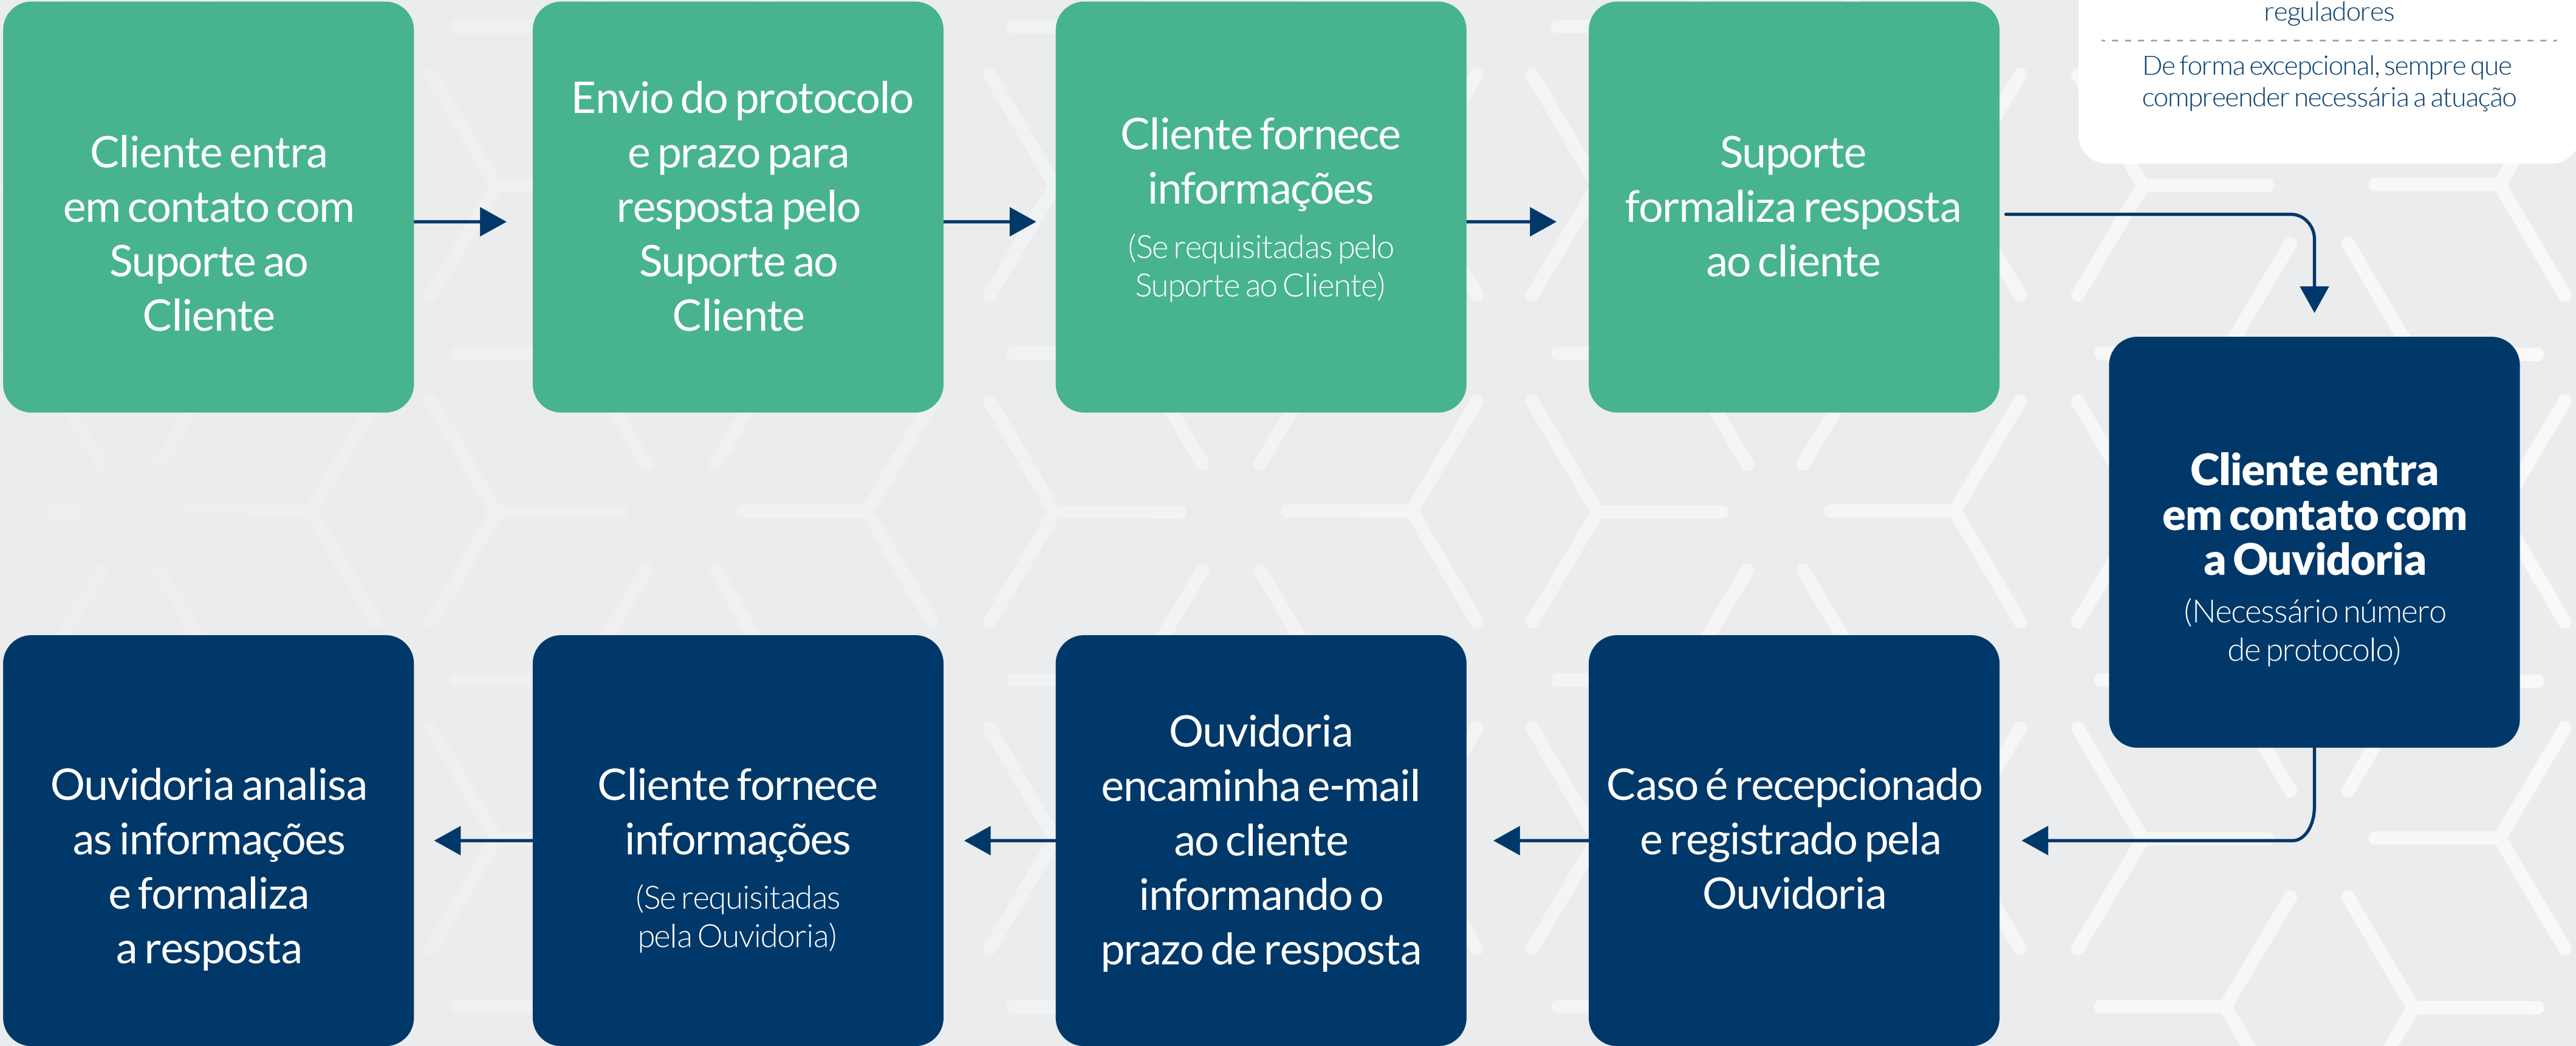 reguladores
De forma excepcional, sempre que
compreender necessária a atuação
Cliente entra
em contato com
Suporte ao
Cliente
Envio do protocolo
e prazo para
resposta pelo
Suporte ao
Cliente
Cliente fornece
informações
(Se requisitadas pelo
Suporte ao Cliente)
Suporte
formaliza resposta
ao cliente
Cliente entra
em contato com
a Ouvidoria
(Necessário número
de protocolo)
Caso é recepcionado
e registrado pela
Ouvidoria
Ouvidoria
encaminha e-mail
ao cliente
informando o
prazo de resposta
Cliente fornece
informações
(Se requisitadas
pela Ouvidoria)
Ouvidoria analisa
as informações
e formaliza
a resposta